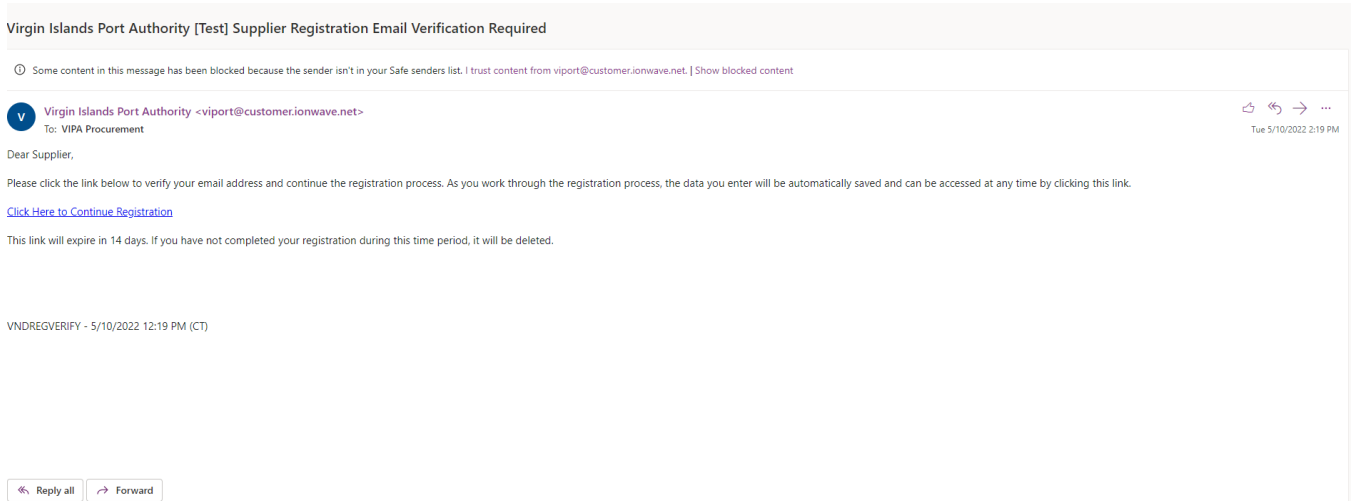 Virgin Islands Port Authority [Test] Supplier Registration Email Verification Required
Some content in this message has been blocked because the sender isn't in your Safe senders list. I trust content from viport@customer.ionwave.net. | Show blocked content
V
Virgin Islands Port Authority <viport@customer.ionwave.net>
To: VIPA Procurement
Tue 5/10/2022 2:19 PM
Dear Supplier,
Please click the link below to verify your email address and continue the registration process. As you work through the registration process, the data you enter will be automatically saved and can be accessed at any time by clicking this link.
Click Here to Continue Registration
This link will expire in 14 days. If you have not completed your registration during this time period, it will be deleted.
VNDREGVERIFY - 5/10/2022 12:19 PM (CT)
Reply all
Forward